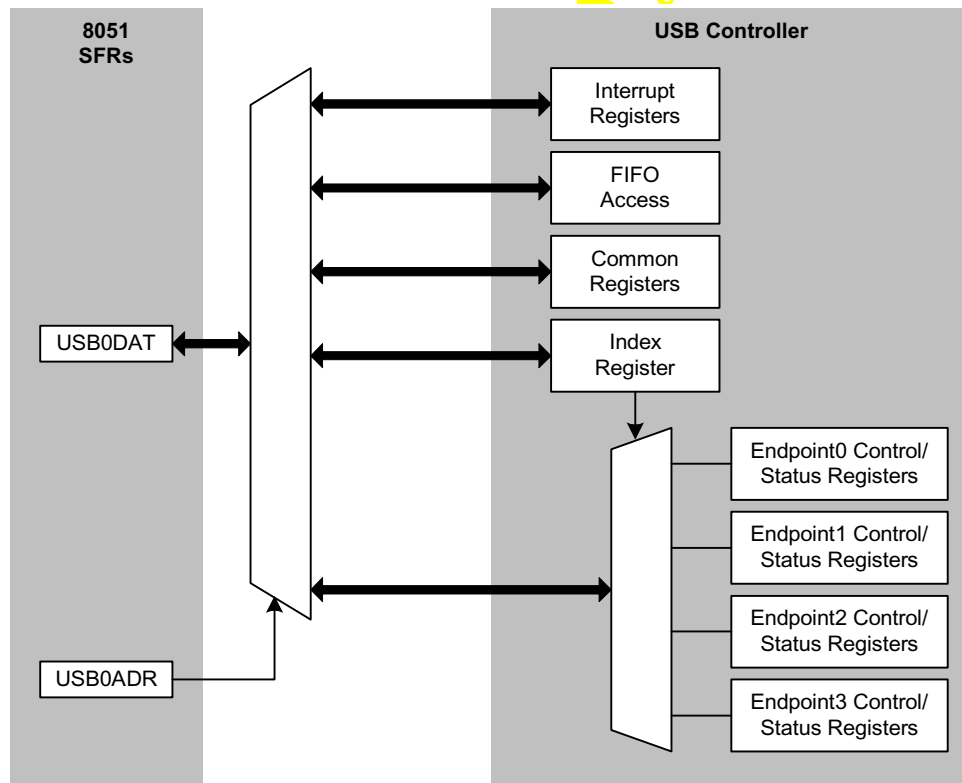 8051
SFRs
USB Controller
Interrupt
Registers
FIFO
Access
Common
Registers
USB0DAT
Index
Register
Endpoint0 Control/
Status Registers
Endpoint1 Control/
Status Registers
Endpoint2 Control/
Status Registers
USB0ADR
Endpoint3 Control/
Status Registers